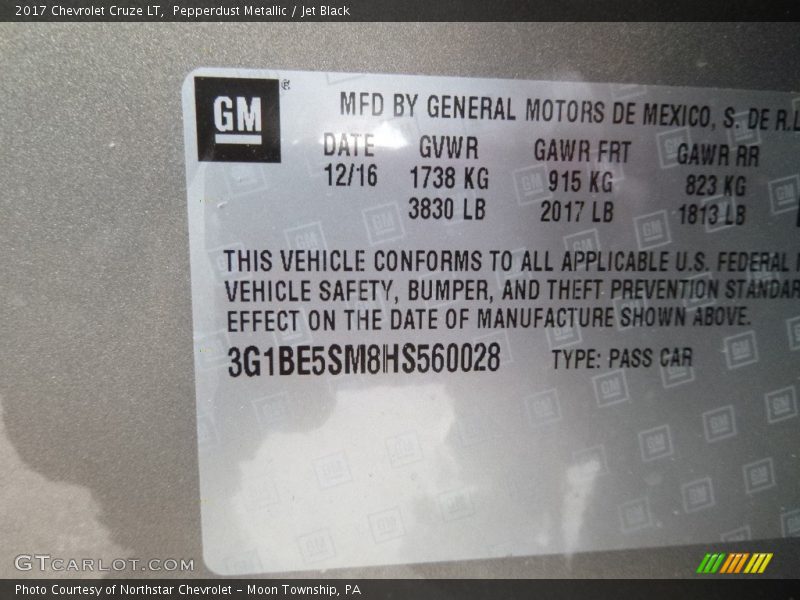 2017 Chevrolet Cruze LT, Pepperdust Metallic / Jet Black
GM ®
MFD BY GENERAL MOTORS DE MEXICO, S. DE R.L
DATE GVWR GAWR FRT GAWR RR
12/16 1738 KG 915 KG 823 KG
3830 LB 2017 LB 1813 LB
THIS VEHICLE CONFORMS TO ALL APPLICABLE U.S. FEDERAL
VEHICLE SAFETY, BUMPER, AND THEFT PREVENTION STANDAR
EFFECT ON THE DATE OF MANUFACTURE SHOWN ABOVE.
3G1BE5SM8HS560028 TYPE: PASS CAR
GTCARLOT.COM
Photo Courtesy of Northstar Chevrolet - Moon Township, PA